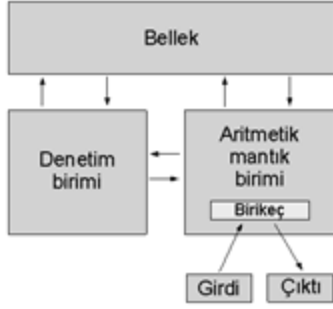 Bellek
Denetim
birimi
Aritmetik
mantık
birimi
Birikeç
Girdi
Çıktı